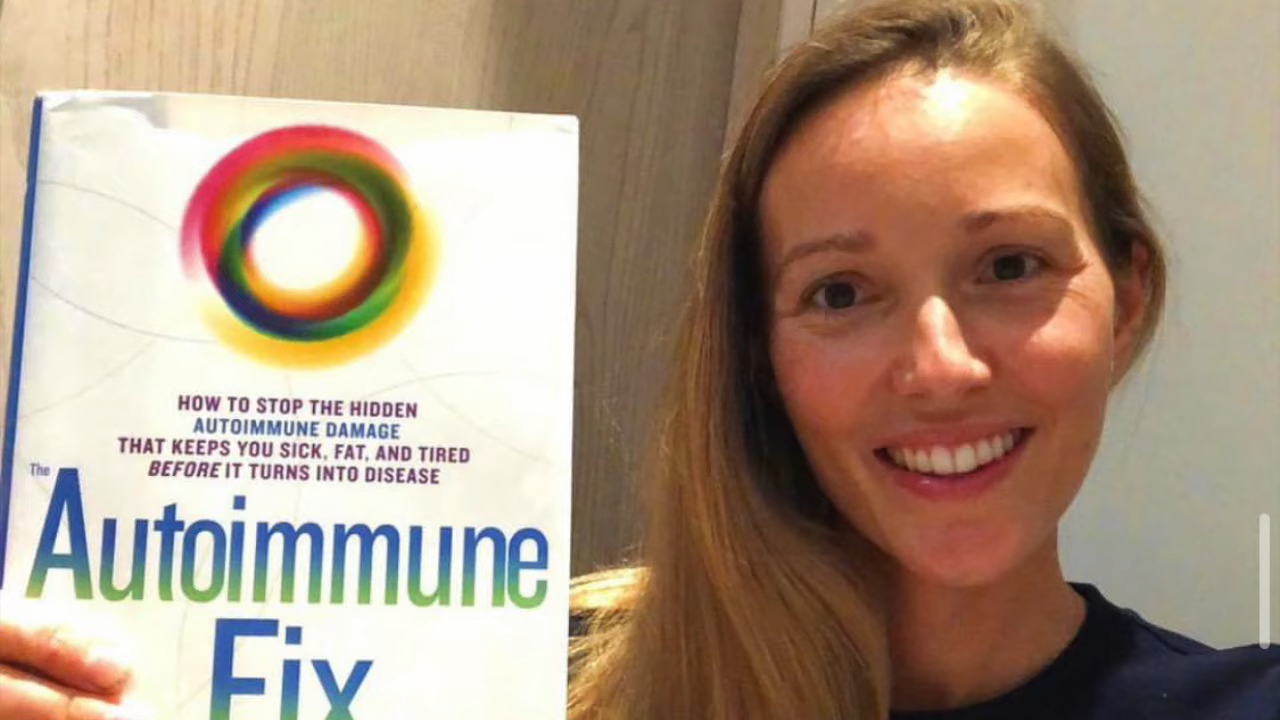 HOW TO STOP THE HIDDEN
AUTOIMMUNE DAMAGE
THAT KEEPS YOU SICK, FAT, AND TIRED
BEFORE IT TURNS INTO DISEASE
The
Autoimmune
Fix